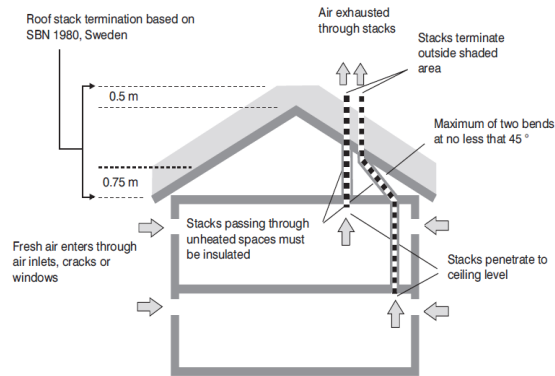 Roof stack termination based on
SBN 1980, Sweden
Air exhausted
through stacks
Stacks terminate
outside shaded
area
0.5 m
Maximum of two bends
at no less that 45 °
0.75 m
Stacks passing through
unheated spaces must
be insulated
Fresh air enters through
air inlets, cracks or
windows
Stacks penetrate to
ceiling level